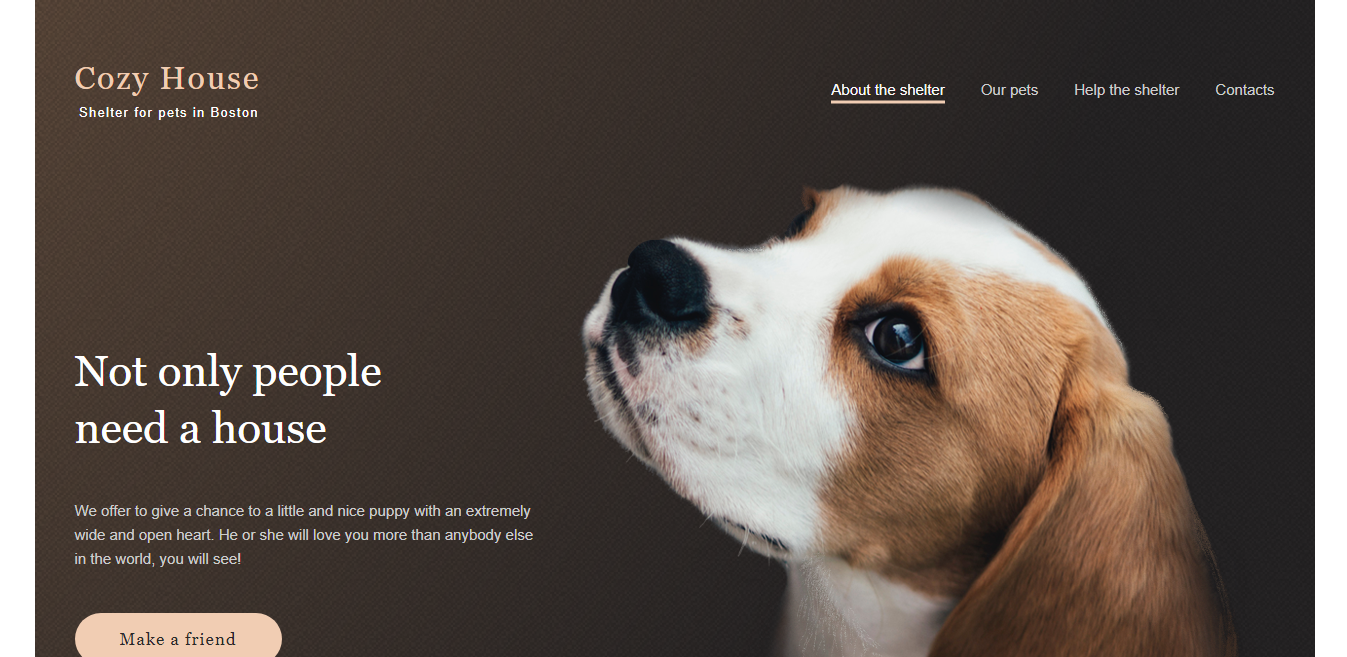 Cozy House
Shelter for pets in Boston
About the shelter
Our pets
Help the shelter
Contacts
Not only people
need a house
We offer to give a chance to a little and nice puppy with an extremely
wide and open heart. He or she will love you more than anybody else
in the world, you will see!
Make a friend